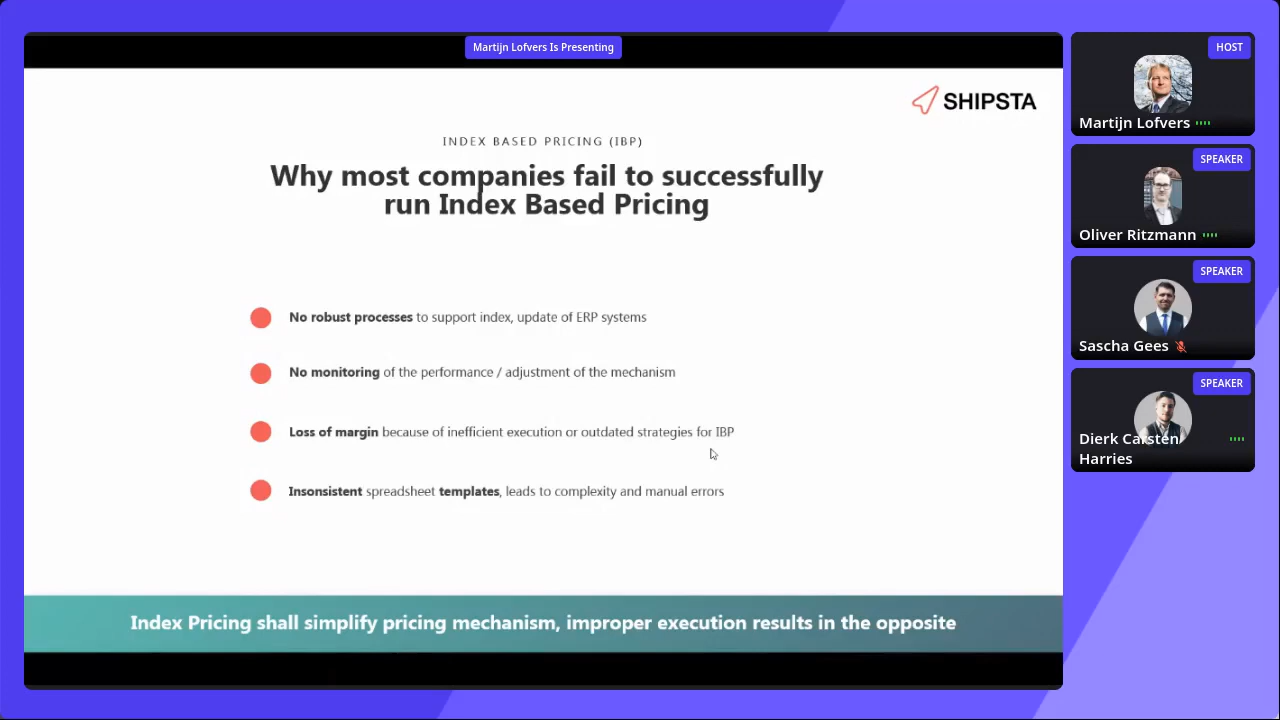 Martijn Lofvers Is Presenting
SHIPSTA
INDEX BASED PRICING (IBP)
Why most companies fail to successfully
run Index Based Pricing
No robust processes to support index, update of ERP systems
No monitoring of the performance / adjustment of the mechanism
Loss of margin because of inefficient execution or outdated strategies for IBP
Insonsistent spreadsheet templates, leads to complexity and manual errors
Index Pricing shall simplify pricing mechanism, improper execution results in the opposite
HOST
Martijn Lofvers
SPEAKER
Oliver Ritzmann
SPEAKER
Sascha Gees
SPEAKER
Dierk Carsten
Harries